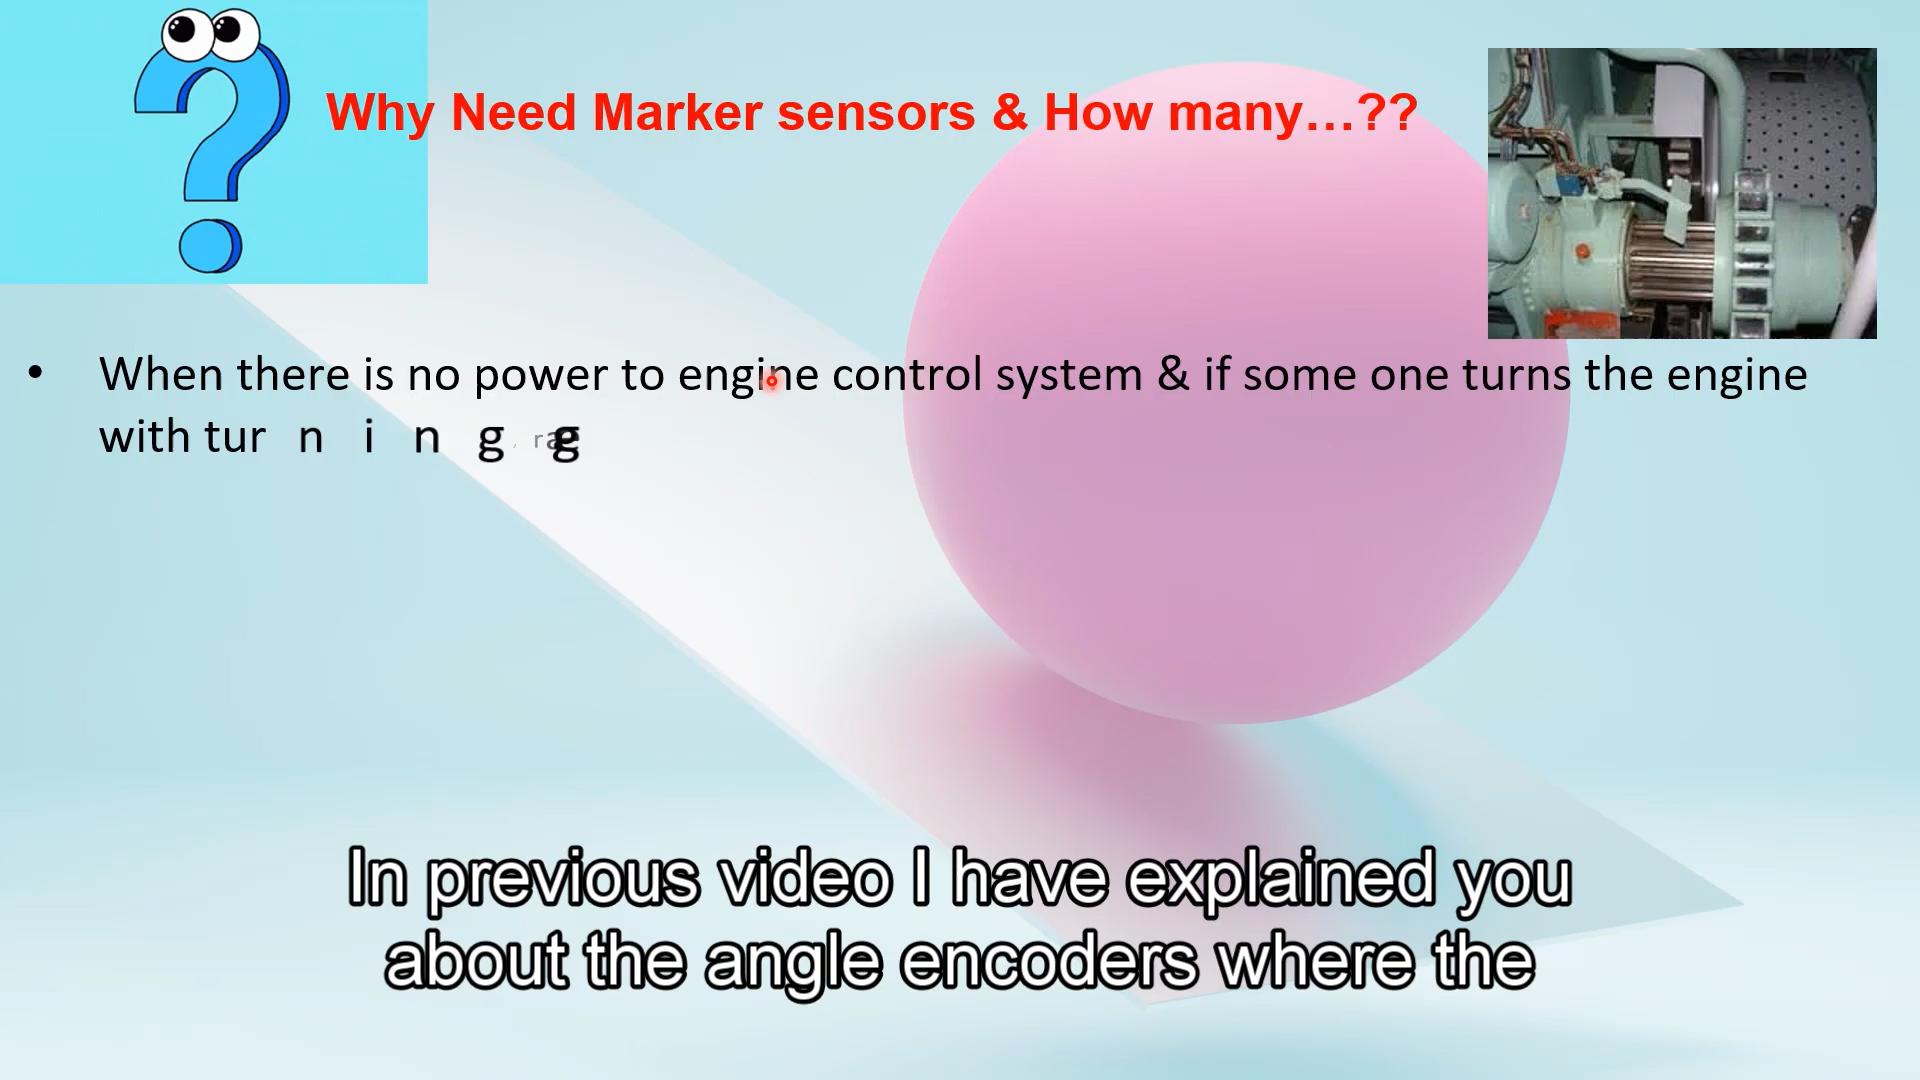 Why Need Marker sensors & How many...??
• When there is no power to engine control system & if some one turns the engine
with turning
In previous video I have explained you
about the angle encoders where the